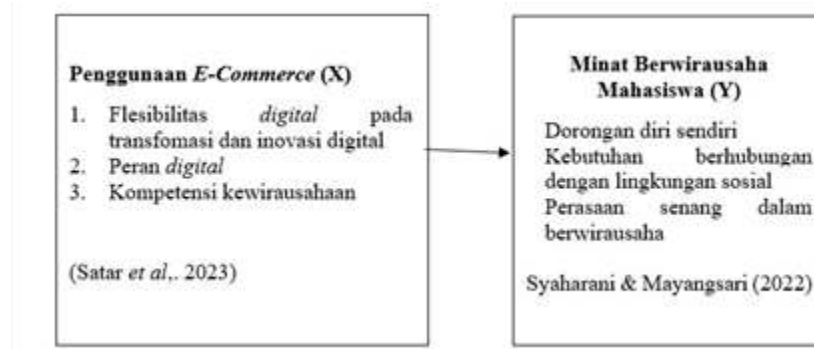 Penggunaan E-Commerce (X)
1. Flesibilitas digital pada
transfomasi dan inovasi digital
2. Peran digital
3. Kompetensi kewirausahaan
(Satar et al,. 2023)
Minat Berwirausaha
Mahasiswa (Y)
Dorongan diri sendiri
Kebutuhan berhubungan
dengan lingkungan sosial
Perasaan senang dalam
berwirausaha
Syaharani & Mayangsari (2022)